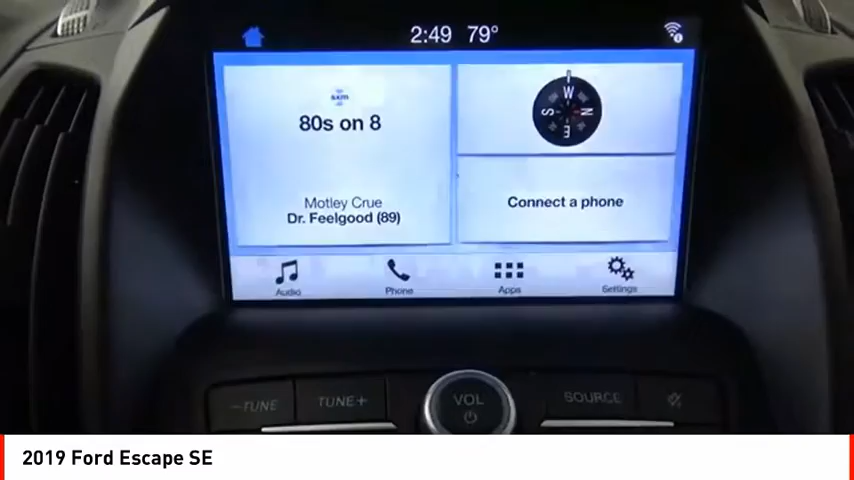 2:49 79°
sxm
80s on 8
Motley Crue
Dr. Feelgood (89)
W
S N
E
Connect a phone
Audio Phone Apps Settings
-TUNE TUNE+ VOL SOURCE
2019 Ford Escape SE